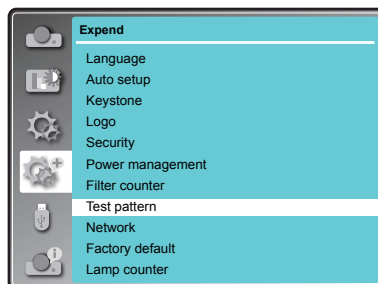 Expend
Language
Auto setup
Keystone
Logo
Security
Power management
Filter counter
Test pattern
Network
Factory default
Lamp counter